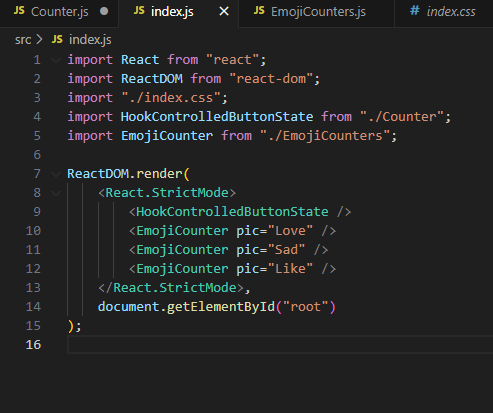 JS Counter.js ● JS index.js × JS EmojiCounters.js # index.css
src > JS index.js
1 import React from "react";
2 import ReactDOM from "react-dom";
3 import "./index.css";
4 import HookControlledButtonState from "./Counter";
5 import EmojiCounter from "./EmojiCounters";
6
7 ReactDOM.render(
8 <React.StrictMode>
9 <HookControlledButtonState />
10 <EmojiCounter pic="Love" />
11 <EmojiCounter pic="Sad" />
12 <EmojiCounter pic="Like" />
13 </React.StrictMode>,
14 document.getElementById("root")
15 );
16